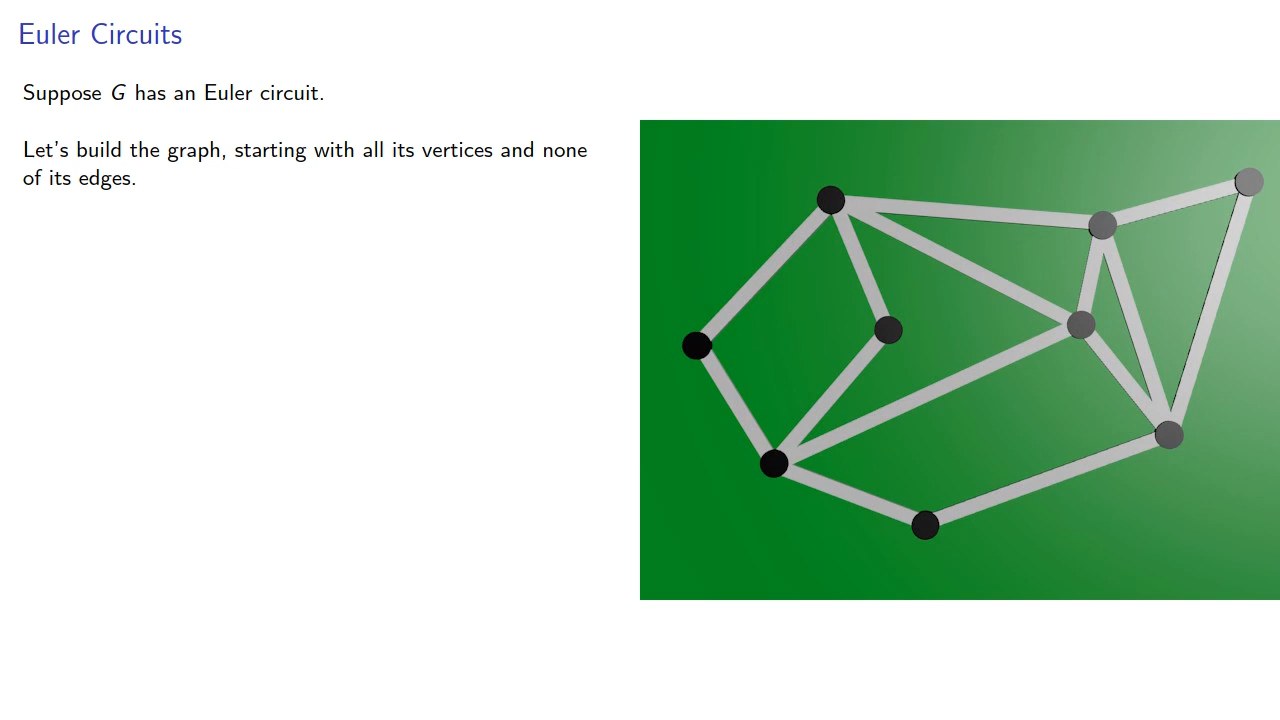 Euler Circuits
Suppose G has an Euler circuit.
Let's build the graph, starting with all its vertices and none
of its edges.